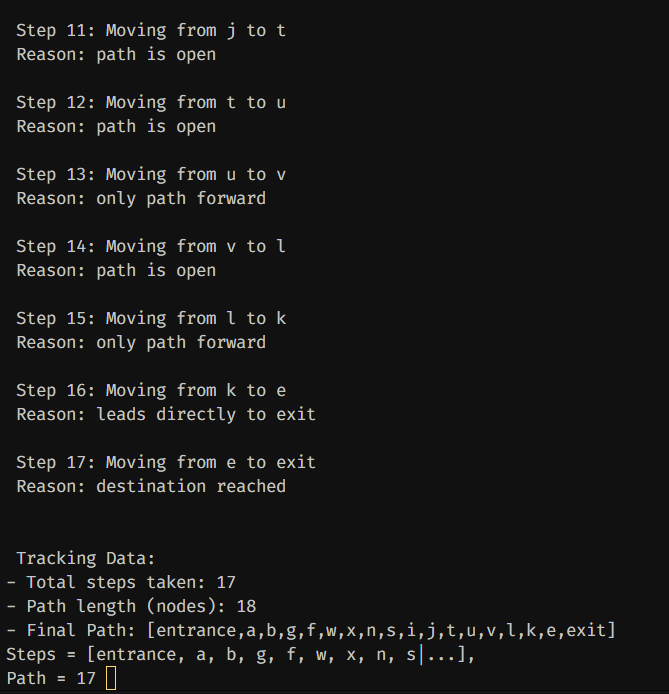 Step 11: Moving from j to t
Reason: path is open
Step 12: Moving from t to u
Reason: path is open
Step 13: Moving from u to v
Reason: only path forward
Step 14: Moving from v to l
Reason: path is open
Step 15: Moving from l to k
Reason: only path forward
Step 16: Moving from k to e
Reason: leads directly to exit
Step 17: Moving from e to exit
Reason: destination reached
Tracking Data:
- Total steps taken: 17
- Path length (nodes): 18
- Final Path: [entrance,a,b,g,f,w,x,n,s,i,j,t,u,v,l,k,e,exit]
Steps = [entrance, a, b, g, f, w, x, n, s|...],
Path = 17